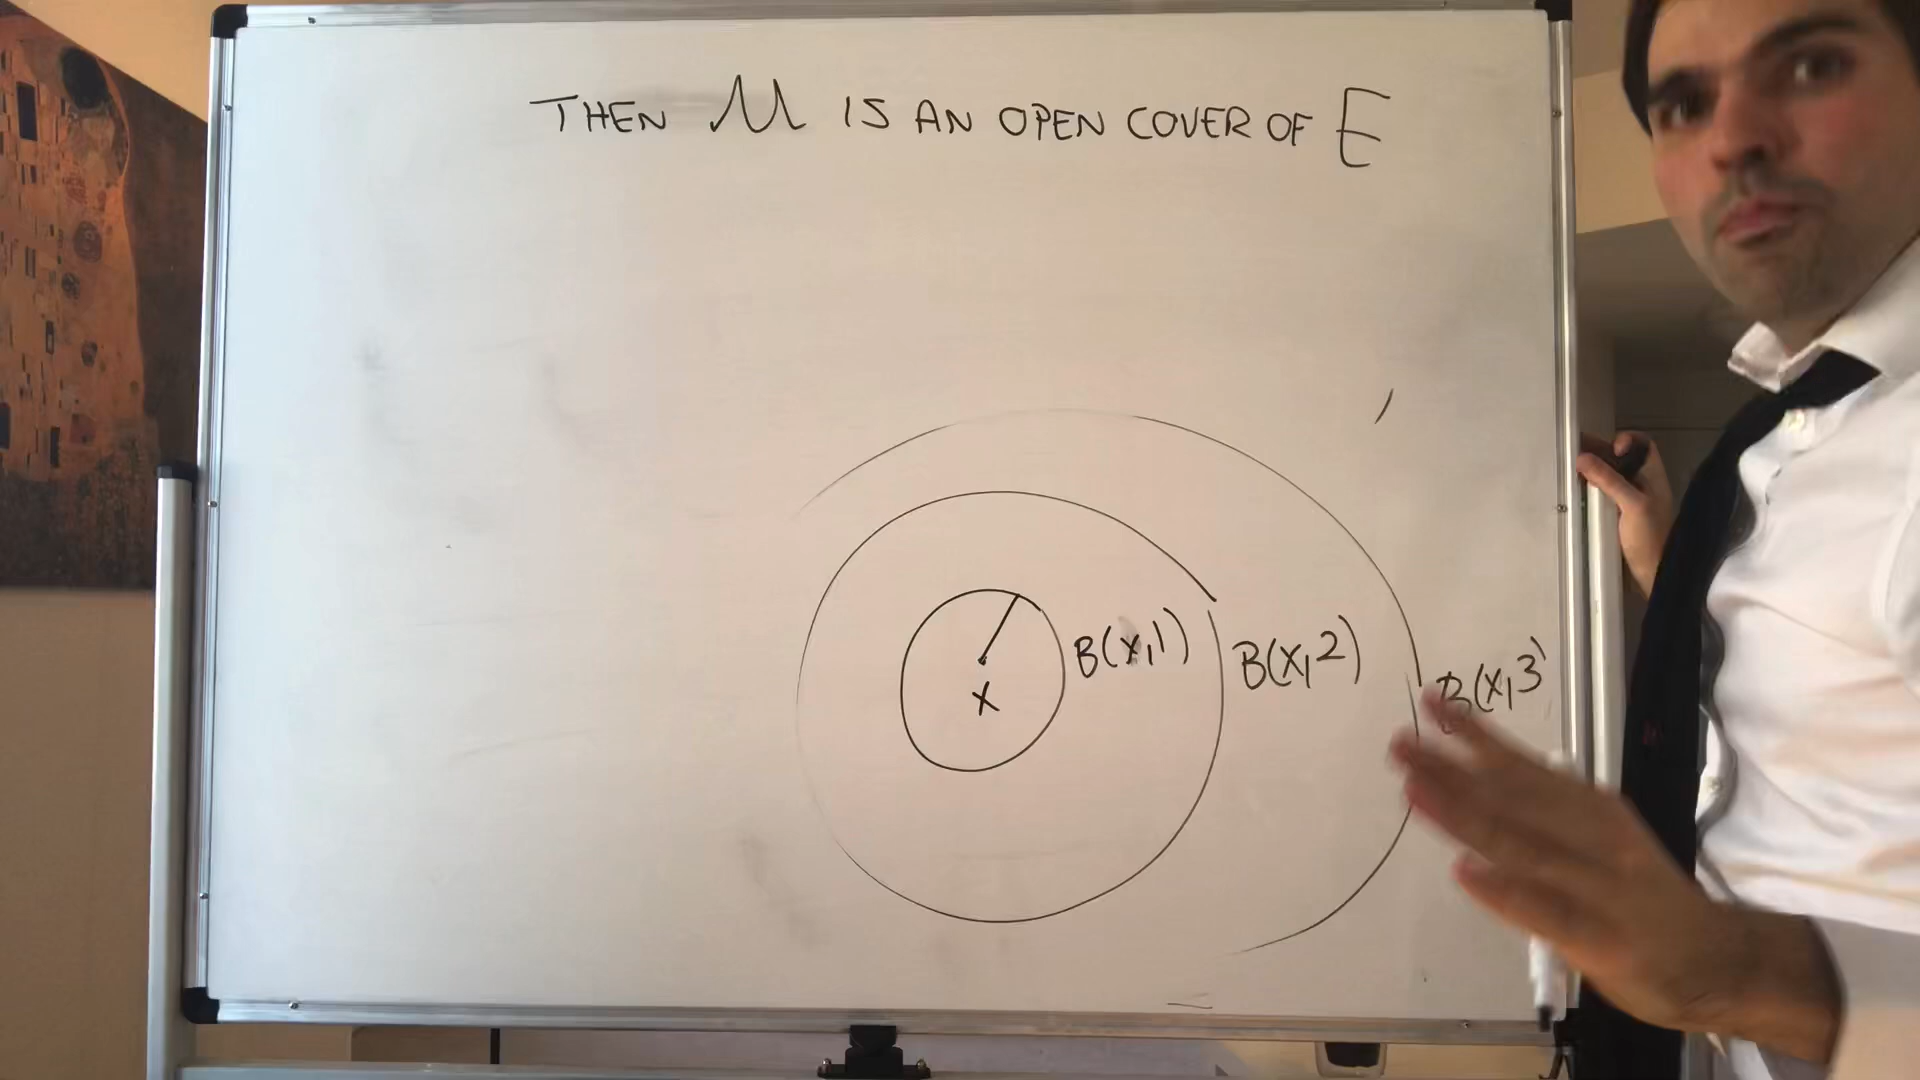 THEN 𝒰 IS AN OPEN COVER OF E
B(x,1) B(x,2) B(x,3)
x